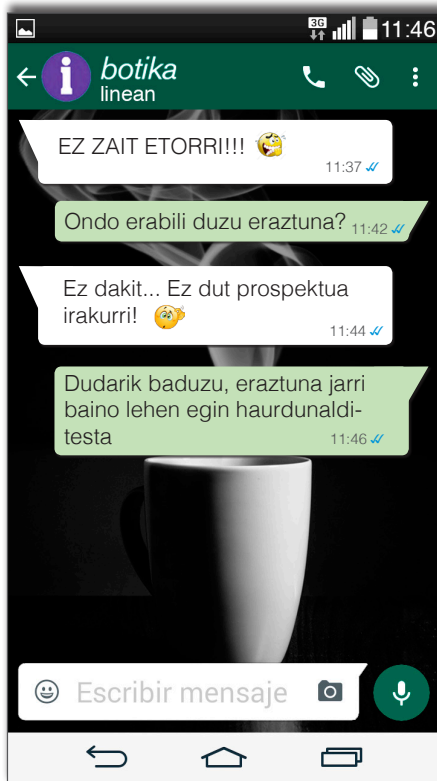 3G 11:46
i botika
linean
EZ ZAIT ETORRI!!!
11:37
Ondo erabili duzu eraztuna? 11:42
Ez dakit... Ez dut prospektua
irakurri!
11:44
Dudarik baduzu, eraztuna jarri
baino lehen egin haurdunaldi-
testa 11:46
Escribir mensaje